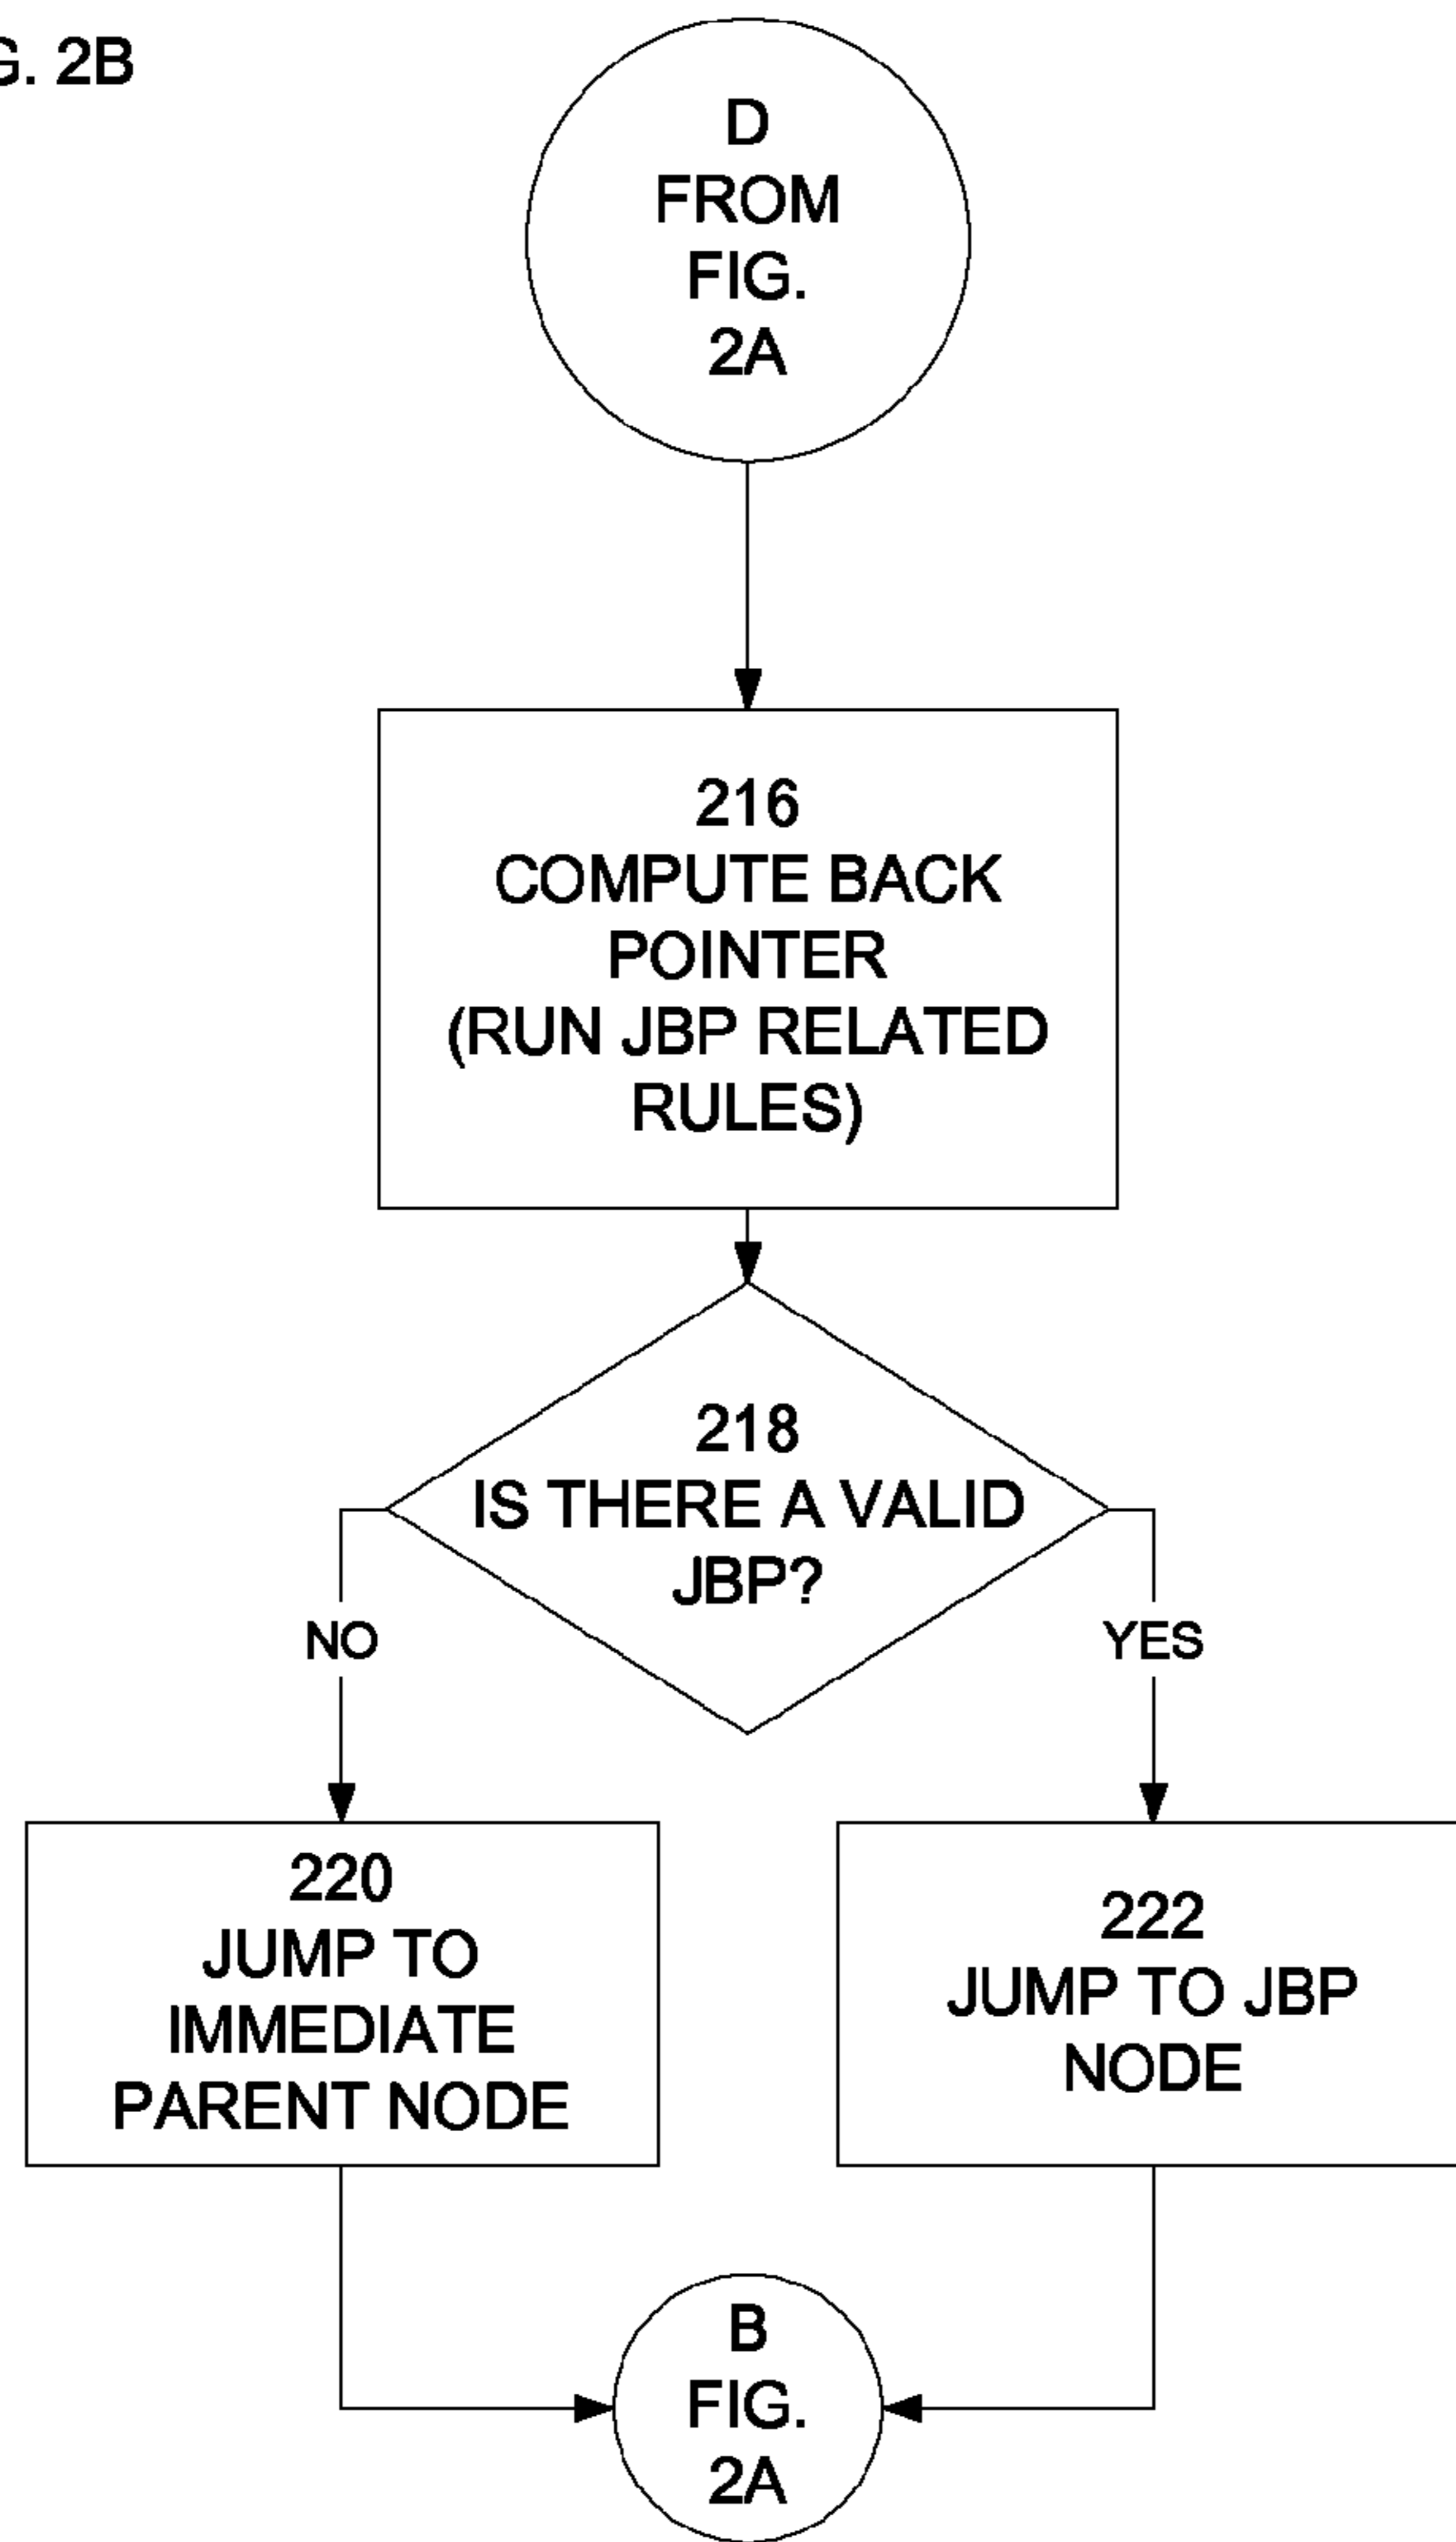 G. 2B
D
FROM
FIG.
2A
216
COMPUTE BACK
POINTER
(RUN JBP RELATED
RULES)
218
IS THERE A VALID
JBP?
NO
YES
220
JUMP TO
IMMEDIATE
PARENT NODE
222
JUMP TO JBP
NODE
B
FIG.
2A